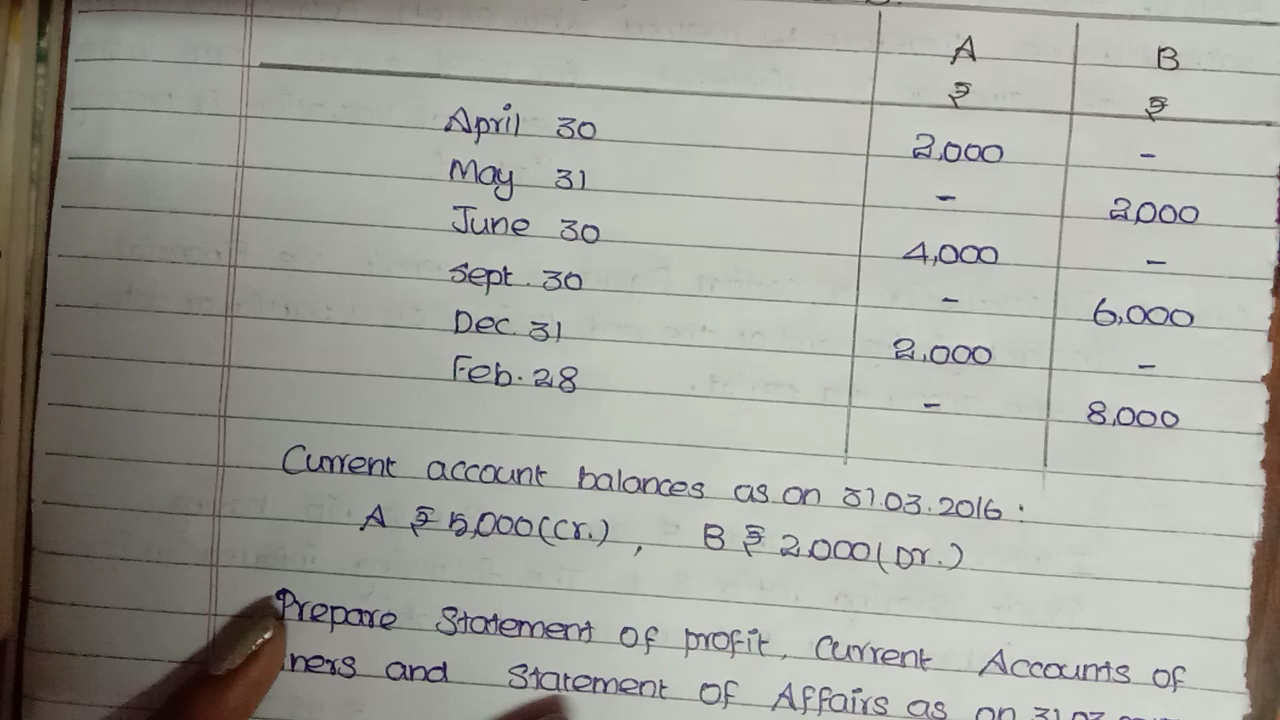 A B
₹ ₹
April 30 2,000 -
May 31 - 2,000
June 30 4,000 -
Sept. 30 - 6,000
Dec. 31 2,000 -
Feb. 28 - 8,000
Current account balances as on 31.03.2016 :
A ₹ 5,000 (Cr.) , B ₹ 2,000 (Dr.)
Prepare Statement of profit, Current Accounts of
ners and Statement of Affairs as on 31.03